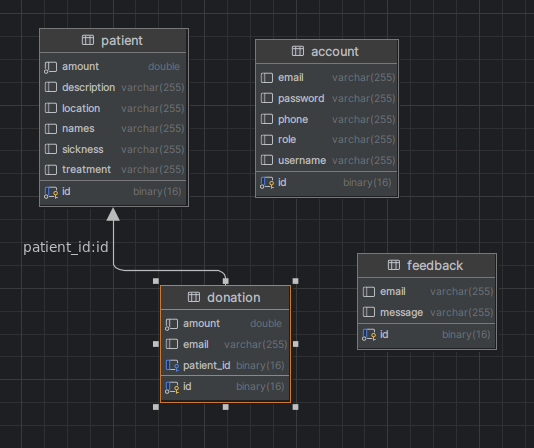 patient
amount double
description varchar(255)
location varchar(255)
names varchar(255)
sickness varchar(255)
treatment varchar(255)
id binary(16)
account
email varchar(255)
password varchar(255)
phone varchar(255)
role varchar(255)
username varchar(255)
id binary(16)
patient_id:id
donation
amount double
email varchar(255)
patient_id binary(16)
id binary(16)
feedback
email varchar(255)
message varchar(255)
id binary(16)